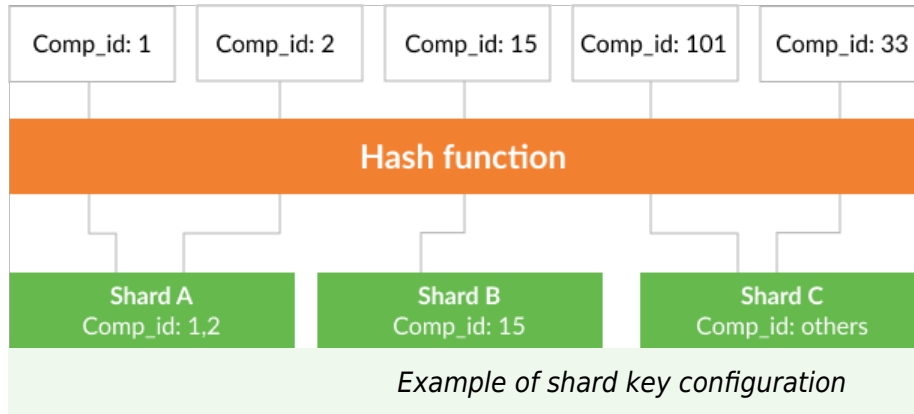 Comp_id: 1
Comp_id: 2
Comp_id: 15
Comp_id: 101
Comp_id: 33
Hash function
Shard A
Comp_id: 1,2
Shard B
Comp_id: 15
Shard C
Comp_id: others
Example of shard key configuration